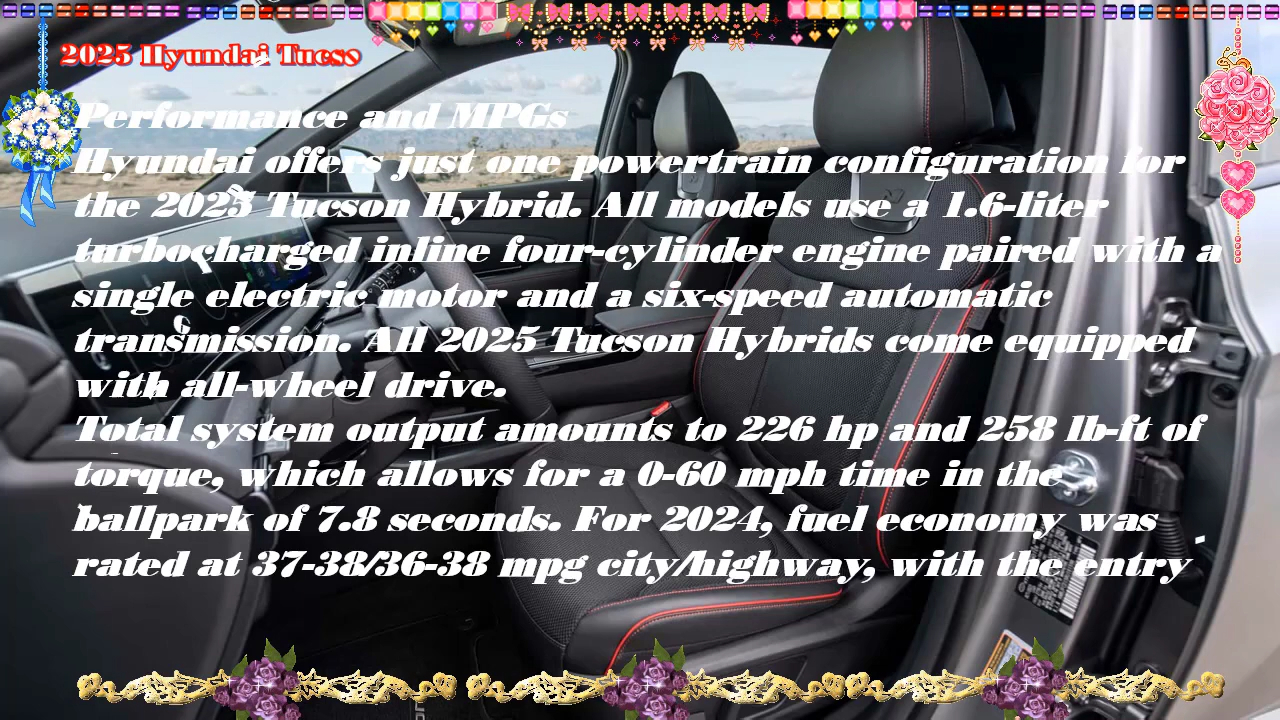 2025 Hyundai Tucso
Performance and MPGs
Hyundai offers just one powertrain configuration for
the 2025 Tucson Hybrid. All models use a 1.6-liter
turbocharged inline four-cylinder engine paired with a
single electric motor and a six-speed automatic
transmission. All 2025 Tucson Hybrids come equipped
with all-wheel drive.
Total system output amounts to 226 hp and 258 lb-ft of
torque, which allows for a 0-60 mph time in the
ballpark of 7.8 seconds. For 2024, fuel economy was
rated at 37-38/36-38 mpg city/highway, with the entry